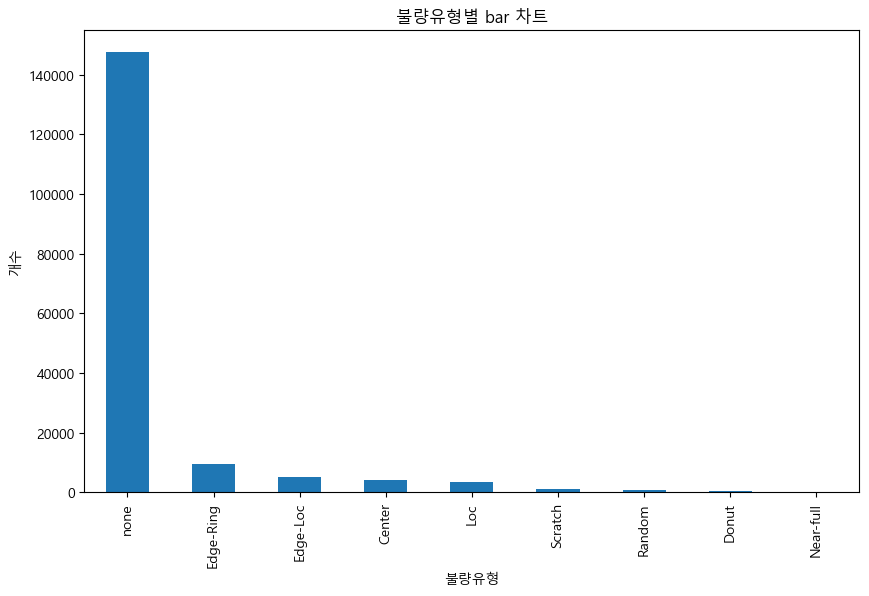 불량유형별 bar 차트
개수
140000
120000
100000
80000
60000
40000
20000
0
none
Edge-Ring
Edge-Loc
Center
Loc
Scratch
Random
Donut
Near-full
불량유형